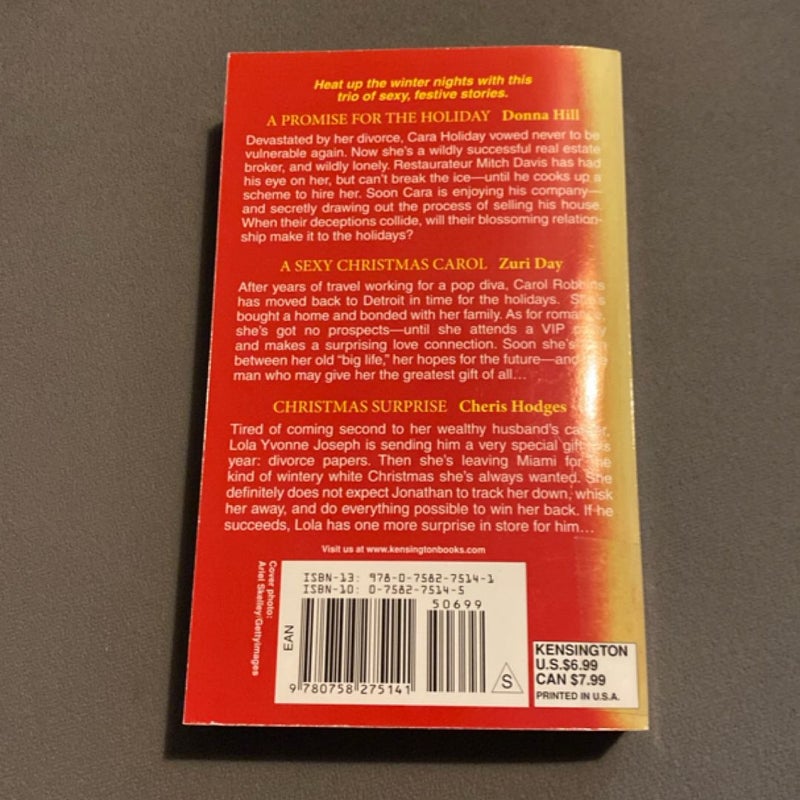 Heat up the winter nights with this
trio of sexy, festive stories.
A PROMISE FOR THE HOLIDAY Donna Hill
Devastated by her divorce, Cara Holiday vowed never to be
vulnerable again. Now she's a wildly successful real estate
broker, and wildly lonely. Restaurateur Mitch Davis has had
his eye on her, but can't break the ice—until he cooks up a
scheme to hire her. Soon Cara is enjoying his company—
and secretly drawing out the process of selling his house.
When their deceptions collide, will their blossoming relation-
ship make it to the holidays?
A SEXY CHRISTMAS CAROL Zuri Day
After years of travel working for a pop diva, Carol Robbins
has moved back to Detroit in time for the holidays. She's
bought a home and bonded with her family. As for romance,
she's got no prospects—until she attends a VIP party
and makes a surprising love connection. Soon she's
between her old "big life," her hopes for the future—and the
man who may give her the greatest gift of all...
CHRISTMAS SURPRISE Cheris Hodges
Tired of coming second to her wealthy husband's career,
Lola Yvonne Joseph is sending him a very special gift this
year: divorce papers. Then she's leaving Miami for the
kind of wintery white Christmas she's always wanted. She
definitely does not expect Jonathan to track her down, whisk
her away, and do everything possible to win her back. If he
succeeds, Lola has one more surprise in store for him...
Visit us at www.kensingtonbooks.com
Cover photo:
Ariel Skelley/Gettyimages
ISBN-13: 978-0-7582-7514-1
ISBN-10: 0-7582-7514-5
50699
EAN
9 780758 275141
S
KENSINGTON
U.S.$6.99
CAN $7.99
PRINTED IN U.S.A.